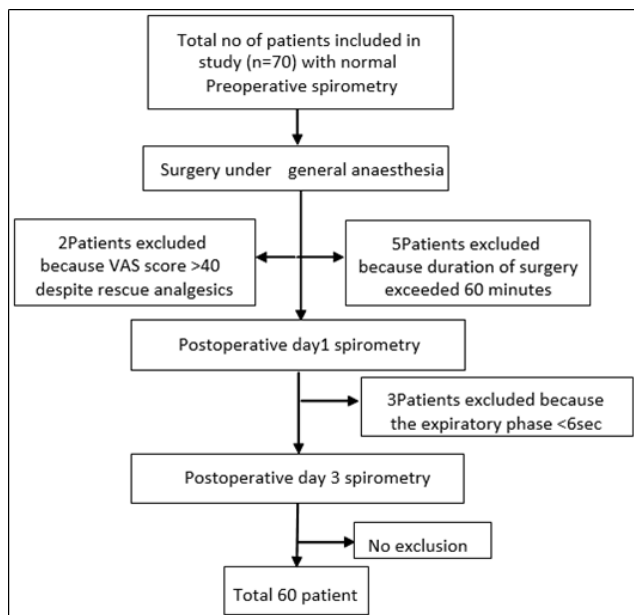 Total no of patients included in
study (n=70) with normal
Preoperative spirometry
Surgery under general anaesthesia
2Patients excluded
because VAS score >40
despite rescue analgesics
5Patients excluded
because duration of surgery
exceeded 60 minutes
Postoperative day1 spirometry
3Patients excluded because
the expiratory phase <6sec
Postoperative day 3 spirometry
No exclusion
Total 60 patient